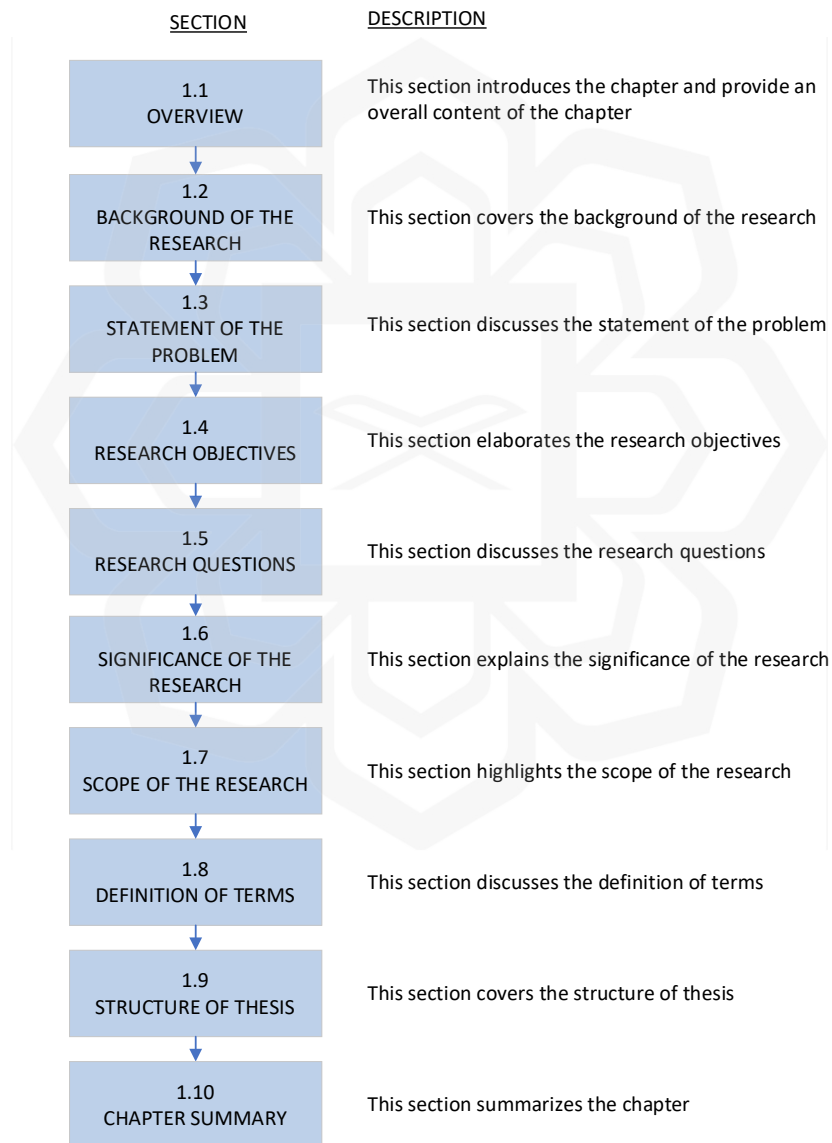 SECTION DESCRIPTION
1.1
OVERVIEW
This section introduces the chapter and provide an
overall content of the chapter
1.2
BACKGROUND OF THE
RESEARCH
This section covers the background of the research
1.3
STATEMENT OF THE
PROBLEM
This section discusses the statement of the problem
1.4
RESEARCH OBJECTIVES
This section elaborates the research objectives
1.5
RESEARCH QUESTIONS
This section discusses the research questions
1.6
SIGNIFICANCE OF THE
RESEARCH
This section explains the significance of the research
1.7
SCOPE OF THE RESEARCH
This section highlights the scope of the research
1.8
DEFINITION OF TERMS
This section discusses the definition of terms
1.9
STRUCTURE OF THESIS
This section covers the structure of thesis
1.10
CHAPTER SUMMARY
This section summarizes the chapter